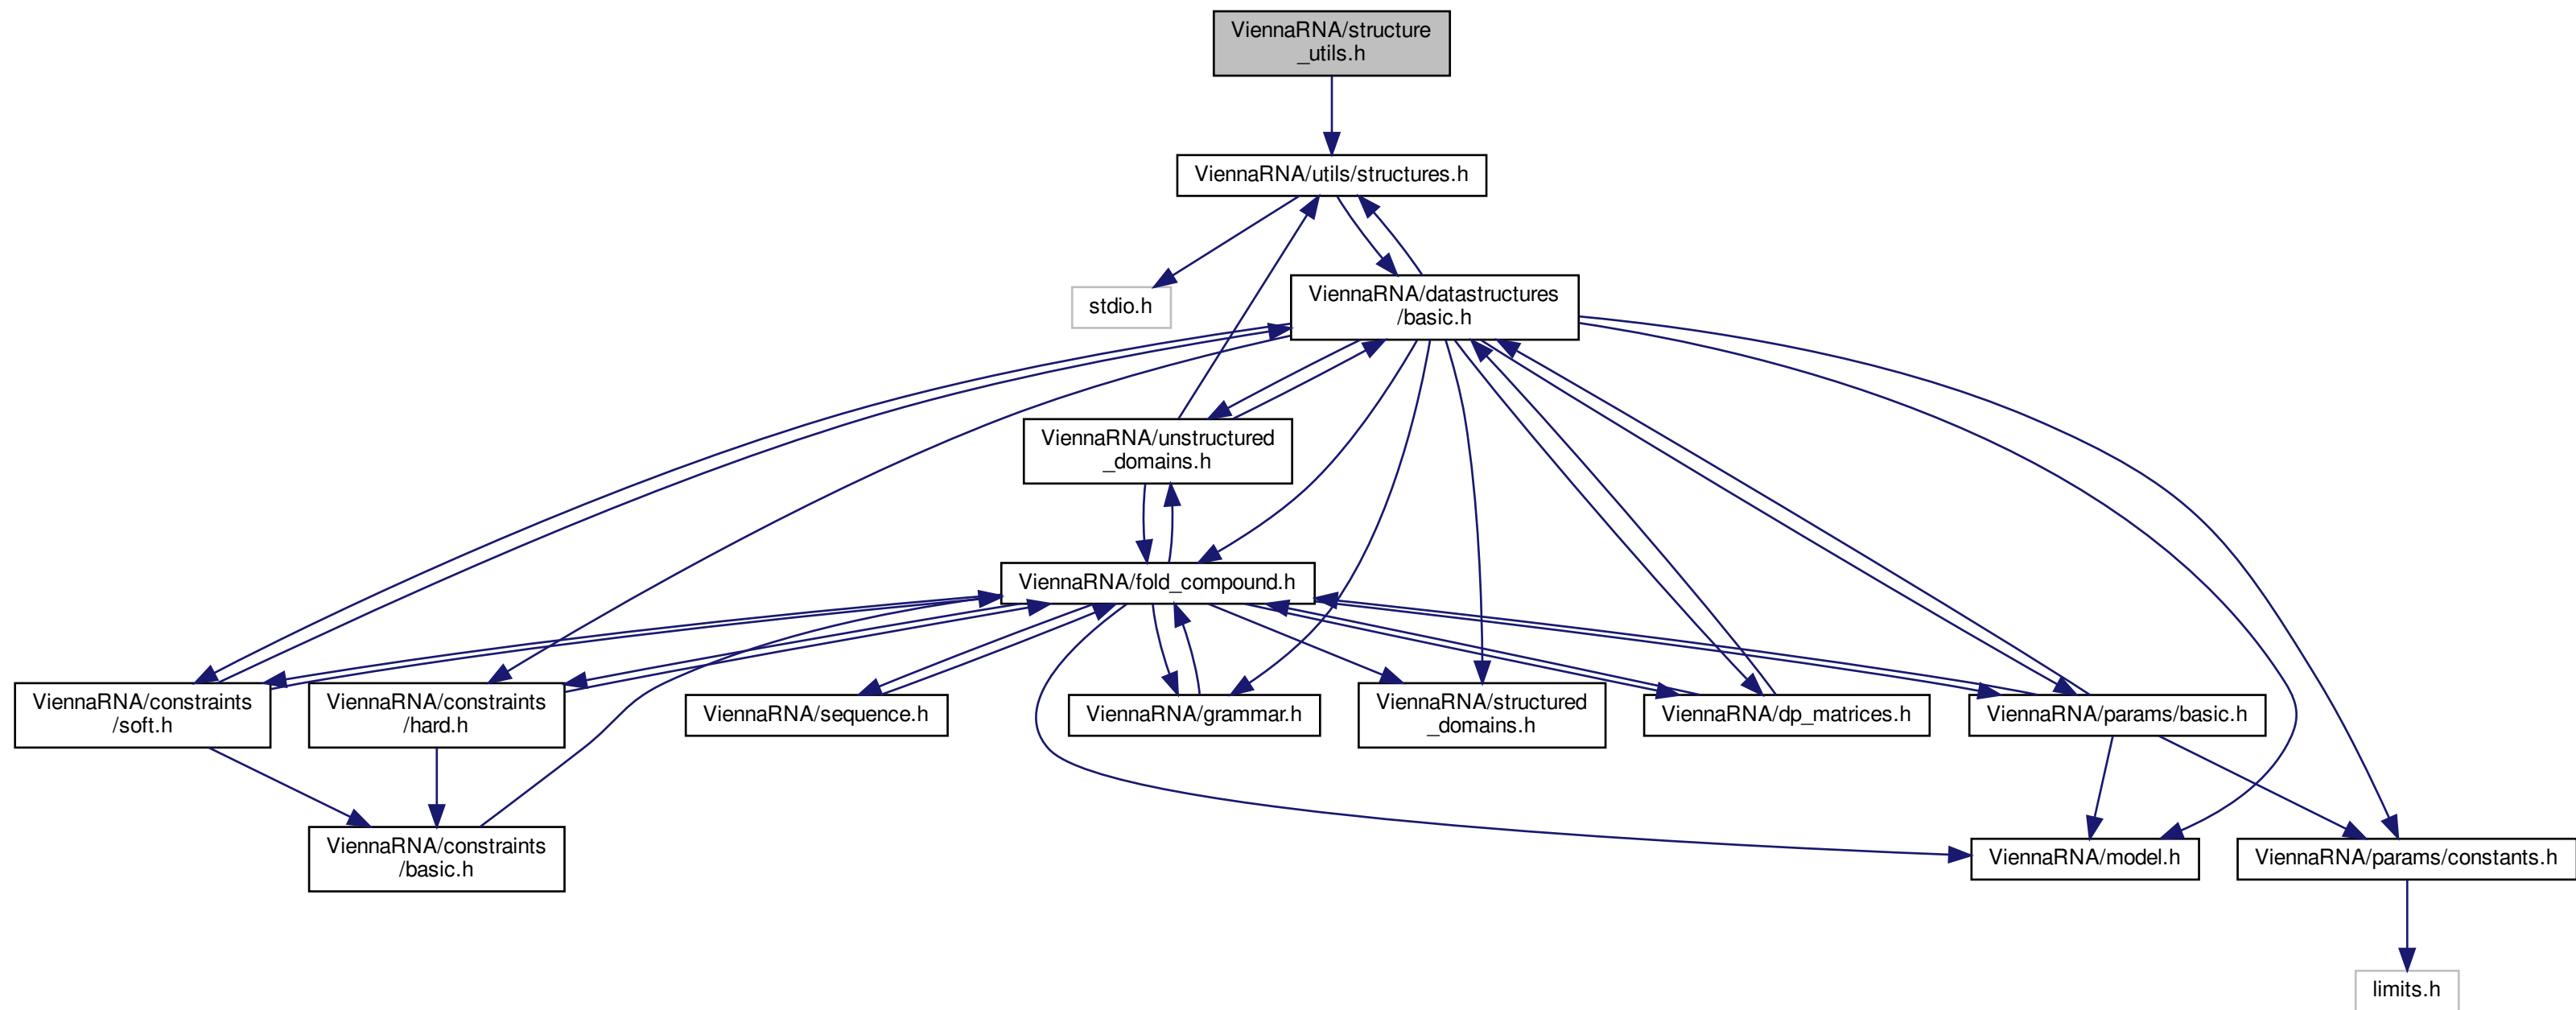 ViennaRNA/structure
_utils.h
ViennaRNA/utils/structures.h
stdio.h
ViennaRNA/datastructures
/basic.h
ViennaRNA/unstructured
_domains.h
ViennaRNA/fold_compound.h
ViennaRNA/constraints
/soft.h
ViennaRNA/constraints
/hard.h
ViennaRNA/sequence.h
ViennaRNA/grammar.h
ViennaRNA/structured
_domains.h
ViennaRNA/dp_matrices.h
ViennaRNA/params/basic.h
ViennaRNA/constraints
/basic.h
ViennaRNA/model.h
ViennaRNA/params/constants.h
limits.h